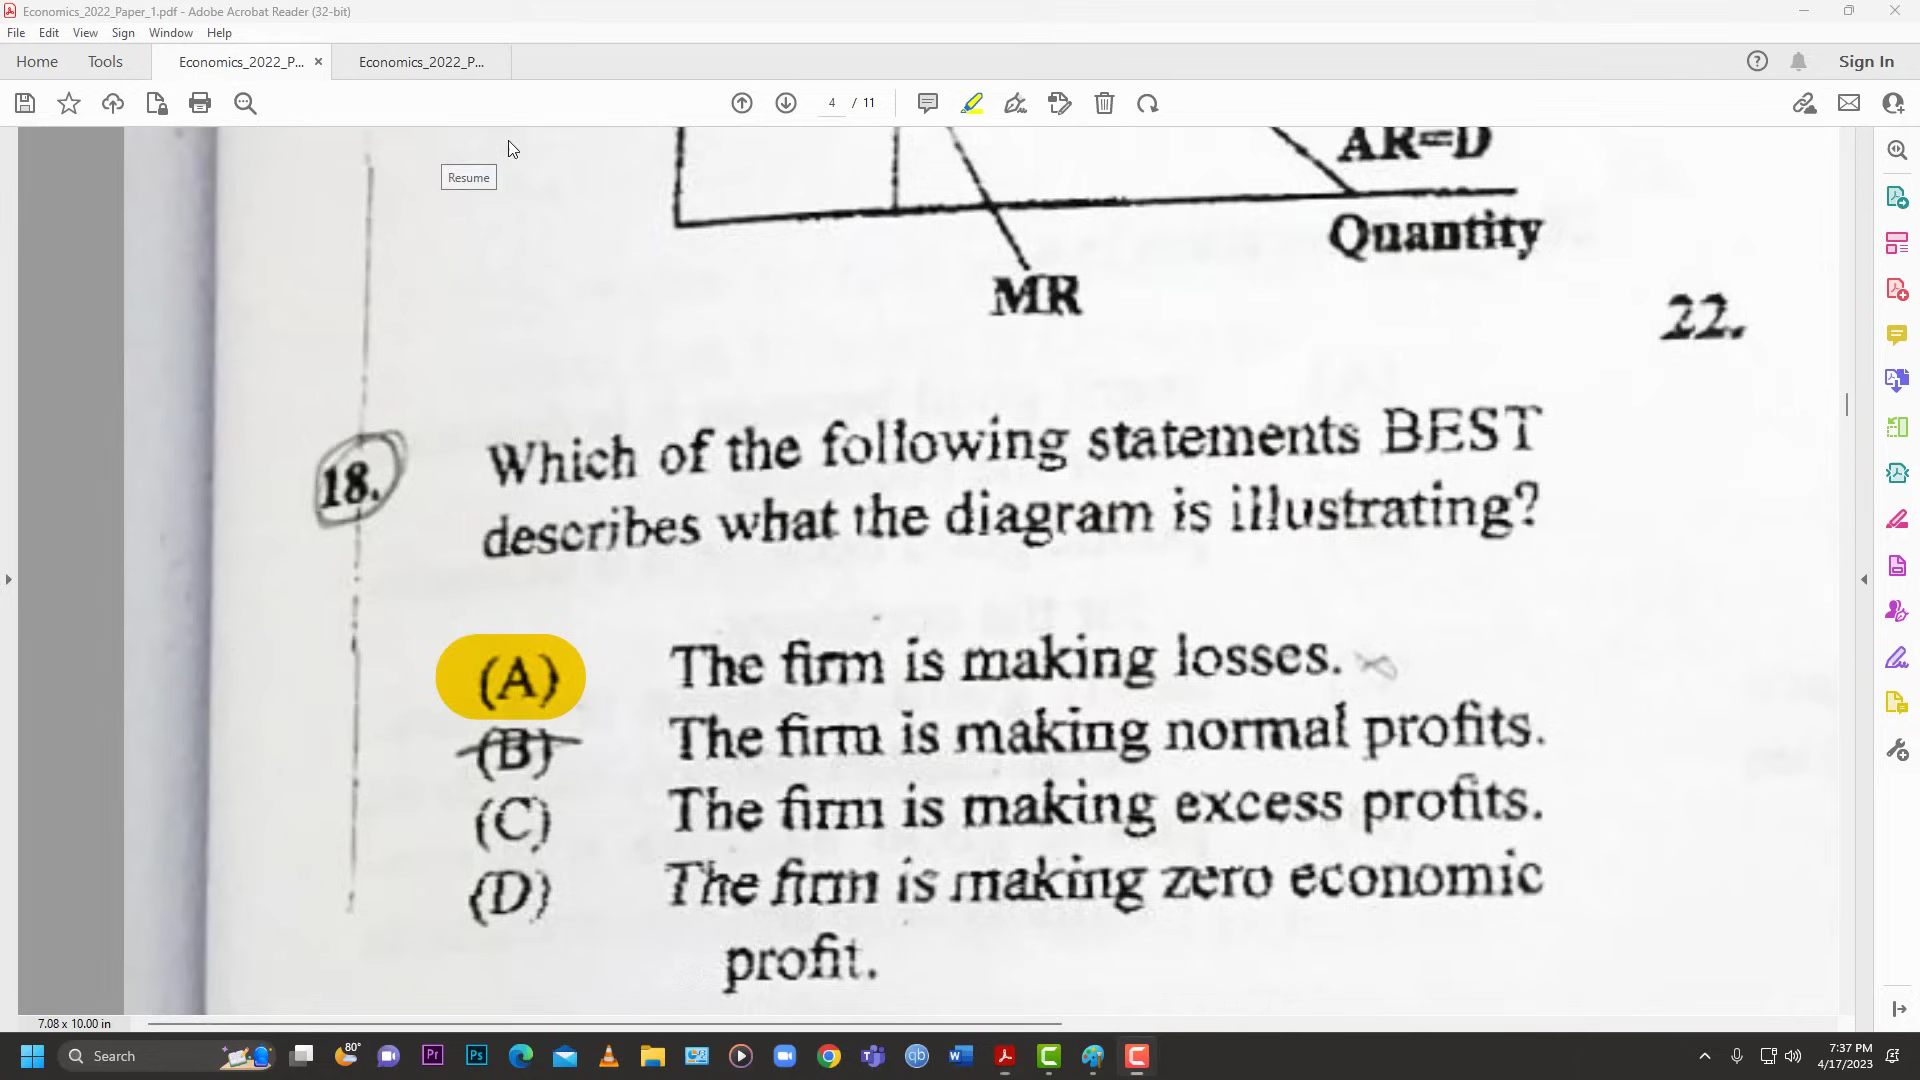 Economics_2022_Paper_1.pdf - Adobe Acrobat Reader (32-bit)
File Edit View Sign Window Help
Home Tools Economics_2022_P... × Economics_2022_P... Sign In
4 / 11
AR=D
Resume
Quantity
MR
22.
18. Which of the following statements BEST
describes what the diagram is illustrating?
(A) The firm is making losses.
(B) The firm is making normal profits.
(C) The firm is making excess profits.
(D) The firm is making zero economic
profit.
7.08 x 10.00 in
Search
80°
Pr
Ps
qb
7:37 PM
4/17/2023